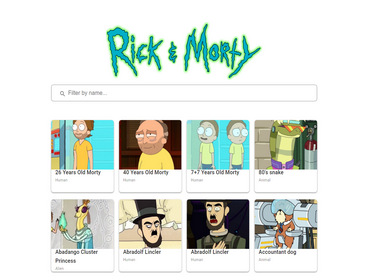 Rick & Morty
Filter by name...
26 Years Old Morty
Human
40 Years Old Morty
Human
7+7 Years Old Morty
Human
80's snake
Animal
Abadango Cluster
Princess
Alien
Abradolf Lincler
Human
Abradolf Lincler
Human
Accountant dog
Animal